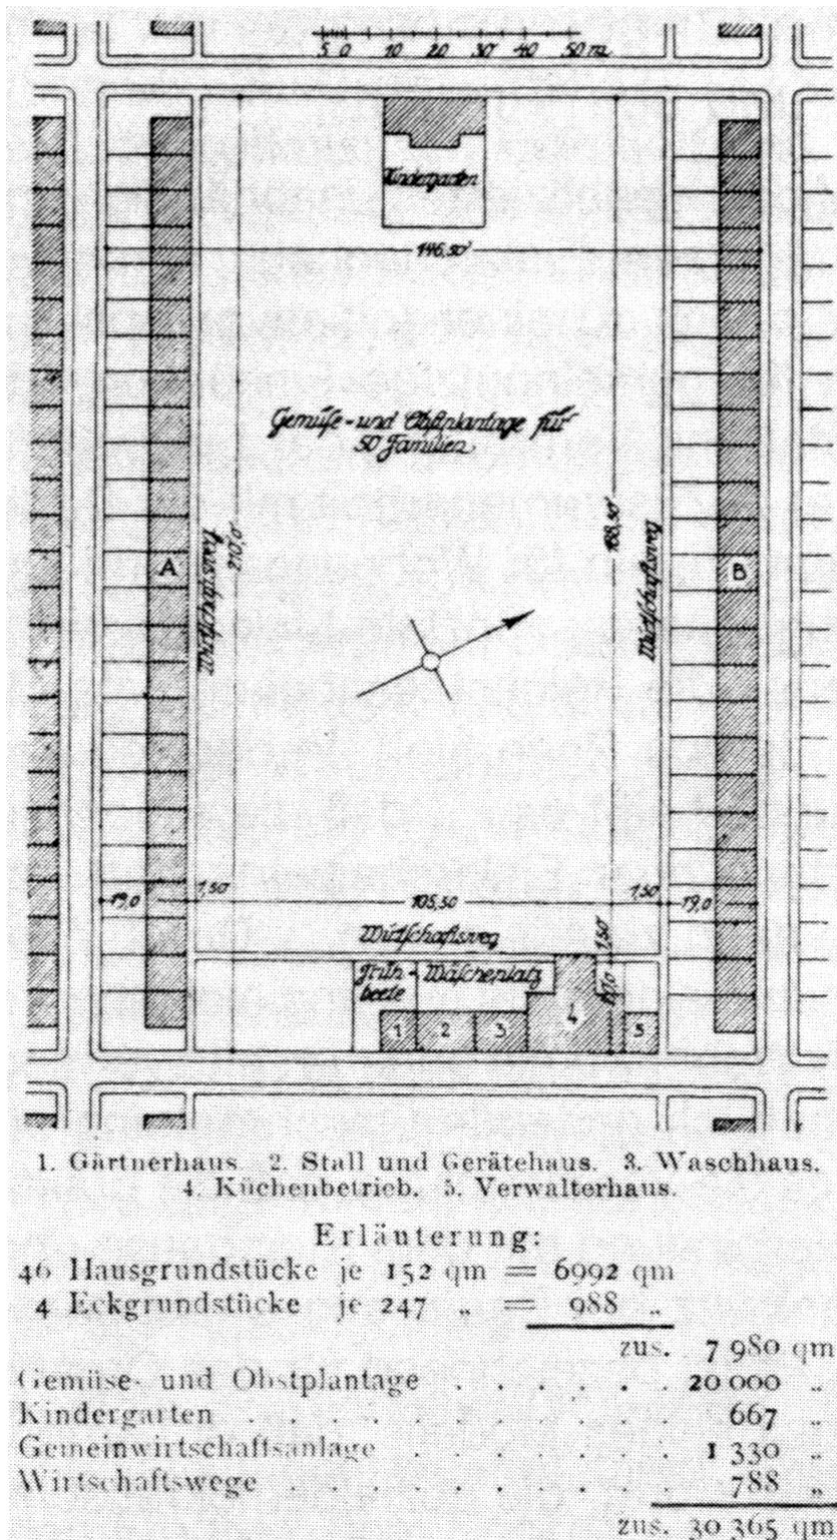 5 0 10 20 30 40 50 m
Kindergarten
146,50
Gemüse- und Obstplantage für
50 Familien
Wirtschaftsweg
210,0
188,50
Wirtschaftsweg
A
B
19,0 1,50 105,50 1,50 19,0
Wirtschaftsweg
1,50
Früh-
beete
Wäscheplatz
1 2 3 4 5
1. Gärtnerhaus. 2. Stall und Gerätehaus. 3. Waschhaus.
4. Küchenbetrieb. 5. Verwalterhaus.
Erläuterung:
46 Hausgrundstücke je 152 qm = 6992 qm
4 Eckgrundstücke je 247 „ = 988 „
zus. 7 980 qm
Gemüse- und Obstplantage . . . . . . 20 000 „
Kindergarten . . . . . . . . . . 667 „
Gemeinwirtschaftsanlage . . . . . . . 1 330 „
Wirtschaftswege . . . . . . . . . 788 „
zus. 30 365 qm